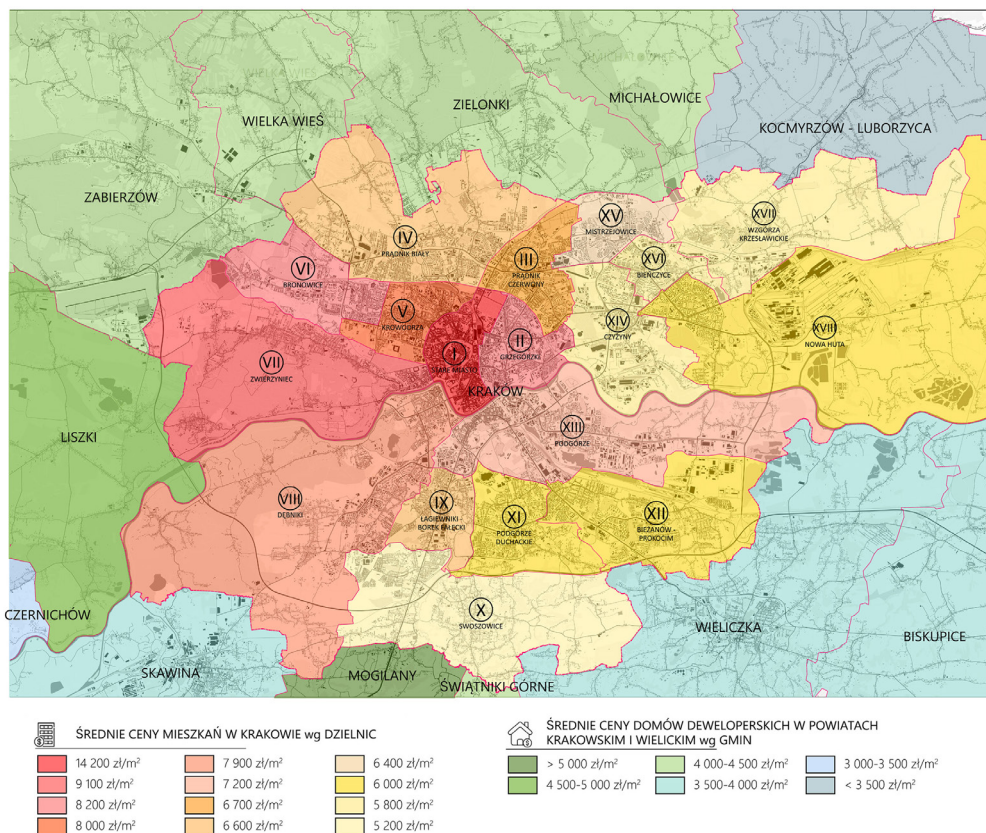 WIELKA WIEŚ
ZIELONKI
MICHAŁOWICE
KOCMYRZÓW - LUBORZYCA
ZABIERZÓW
IV
PRĄDNIK BIAŁY
XV
MISTRZEJOWICE
XVII
WZGÓRZA
KRZESŁAWICKIE
VI
BRONOWICE
III
PRĄDNIK
CZERWONY
XVI
BIEŃCZYCE
V
KROWODRZA
XIV
CZYŻYNY
XVIII
NOWA HUTA
VII
ZWIERZYNIEC
I
STARE MIASTO
II
GRZEGÓRZKI
KRAKÓW
LISZKI
XIII
PODGÓRZE
VIII
DĘBNIKI
IX
ŁAGIEWNIKI -
BOREK FAŁĘCKI
XI
PODGÓRZE
DUCHACKIE
XII
BIEŻANÓW -
PROKOCIM
X
SWOSZOWICE
CZERNICHÓW
WIELICZKA
BISKUPICE
SKAWINA
MOGILANY
ŚWIĄTNIKI GÓRNE
ŚREDNIE CENY MIESZKAŃ W KRAKOWIE wg DZIELNIC
14 200 zł/m²
9 100 zł/m²
8 200 zł/m²
8 000 zł/m²
7 900 zł/m²
7 200 zł/m²
6 700 zł/m²
6 600 zł/m²
6 400 zł/m²
6 000 zł/m²
5 800 zł/m²
5 200 zł/m²
ŚREDNIE CENY DOMÓW DEWELOPERSKICH W POWIATACH
KRAKOWSKIM I WIELICKIM wg GMIN
> 5 000 zł/m²
4 500-5 000 zł/m²
4 000-4 500 zł/m²
3 500-4 000 zł/m²
3 000-3 500 zł/m²
< 3 500 zł/m²